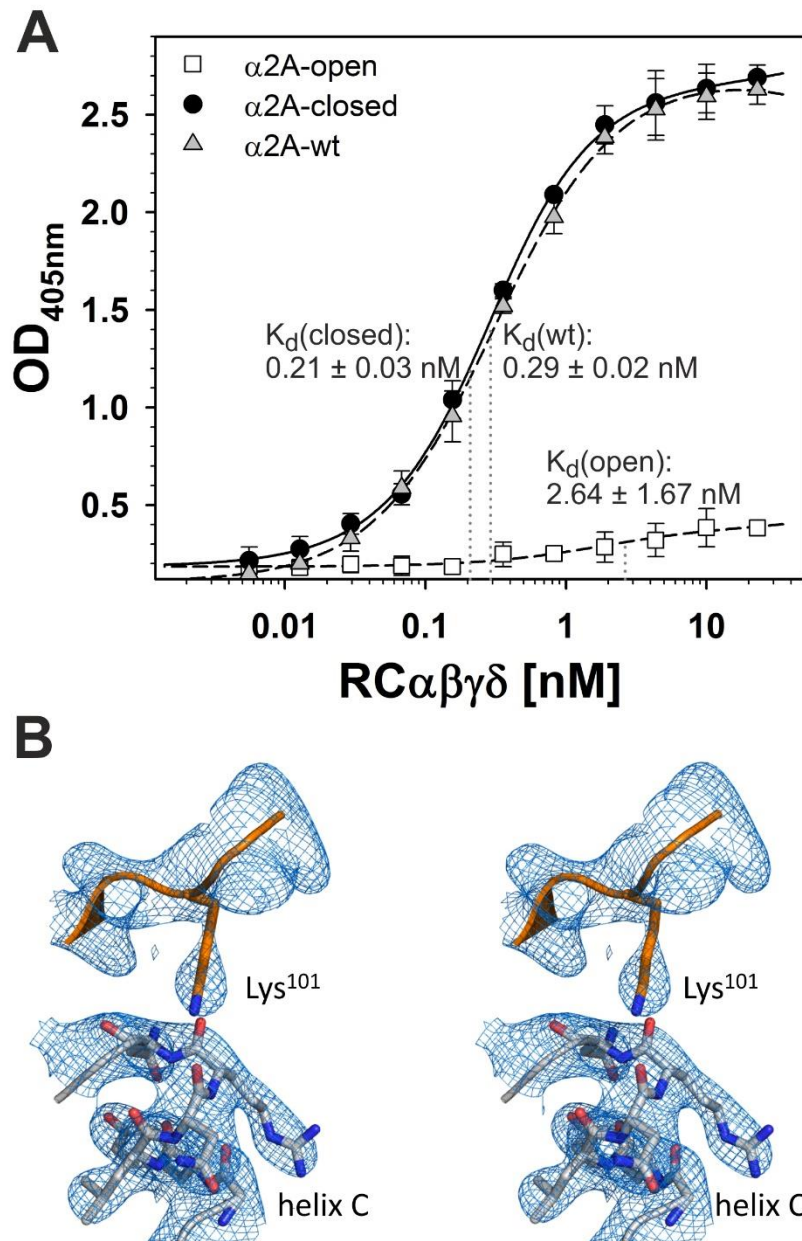 A
α2A-open
α2A-closed
α2A-wt
OD405nm
2.5
2.0
1.5
1.0
0.5
Kd(closed):
0.21 ± 0.03 nM
Kd(wt):
0.29 ± 0.02 nM
Kd(open):
2.64 ± 1.67 nM
0.01
0.1
1
10
RCαβγδ [nM]
B
Lys¹⁰¹
Lys¹⁰¹
helix C
helix C